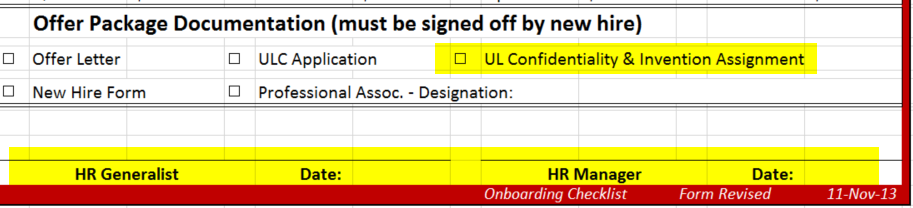 Offer Package Documentation (must be signed off by new hire)
☐ Offer Letter ☐ ULC Application ☐ UL Confidentiality & Invention Assignment
☐ New Hire Form ☐ Professional Assoc. - Designation:
HR Generalist Date: HR Manager Date:
Onboarding Checklist Form Revised 11-Nov-13